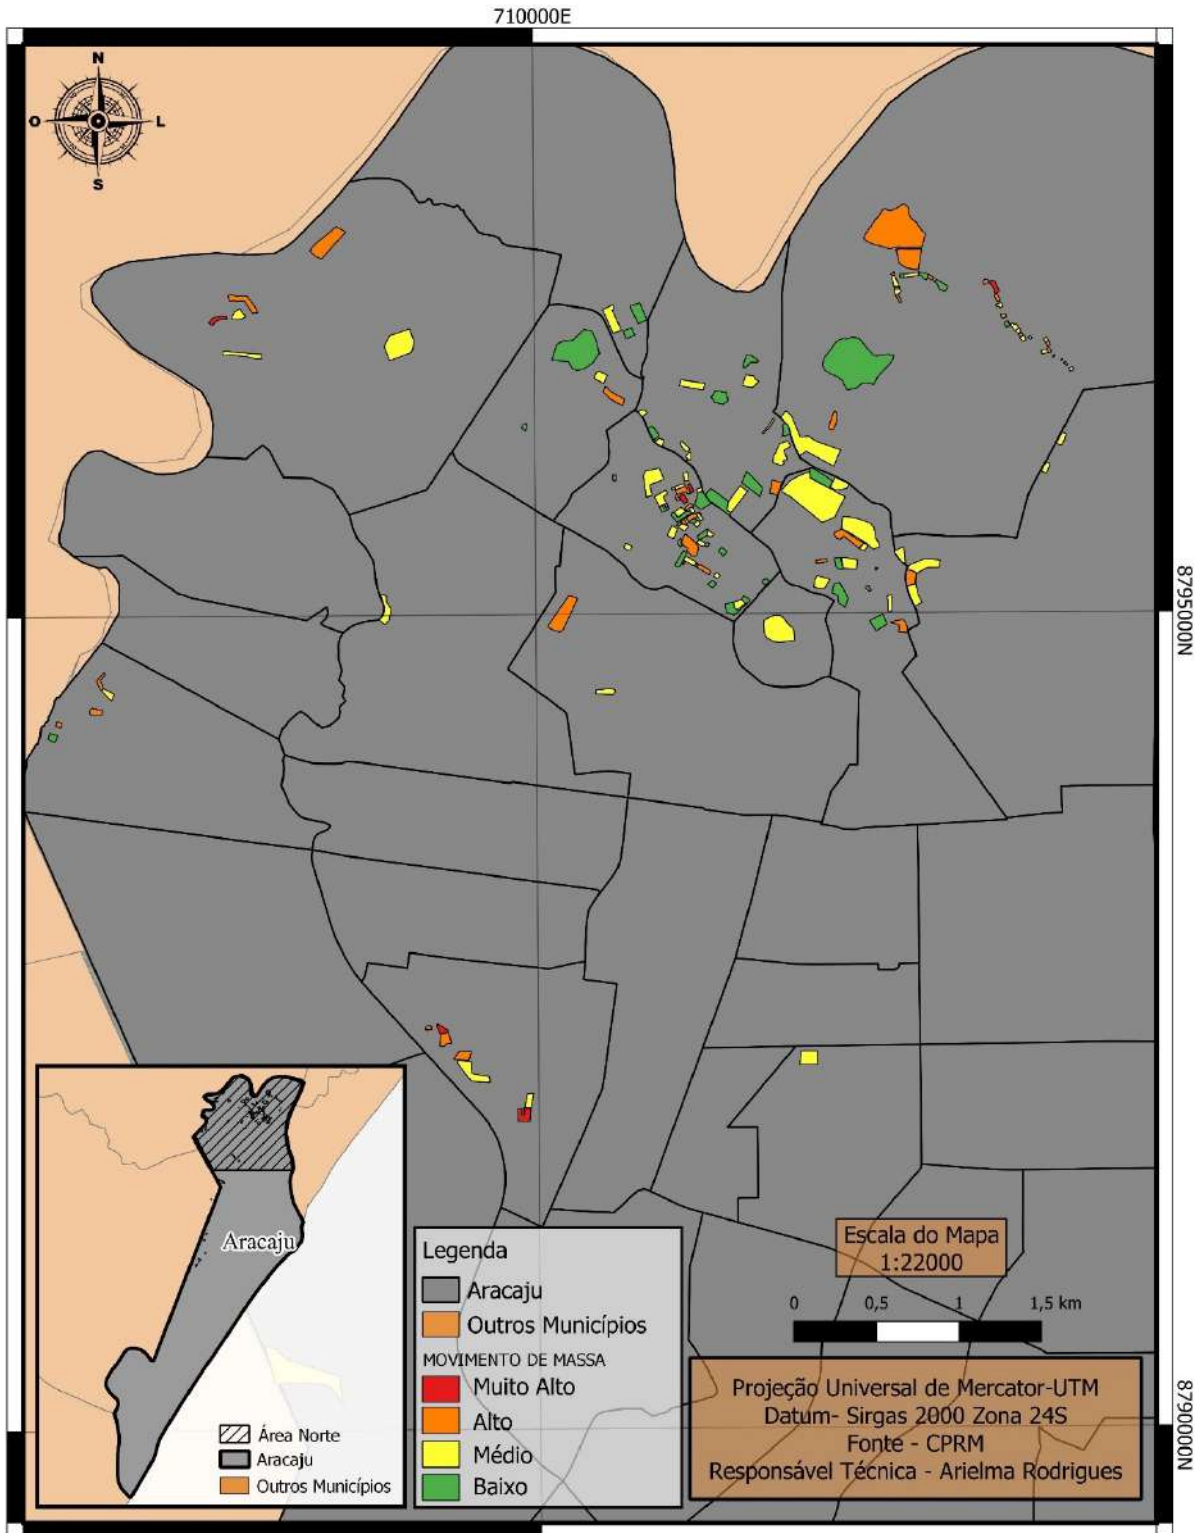 710000E
N
O
L
S
8795000N
Aracaju
Área Norte
Aracaju
Outros Municípios
Legenda
Aracaju
Outros Municípios
MOVIMENTO DE MASSA
Muito Alto
Alto
Médio
Baixo
Escala do Mapa
1:22000
0 0,5 1 1,5 km
Projeção Universal de Mercator-UTM
Datum- Sirgas 2000 Zona 24S
Fonte - CPRM
Responsável Técnica - Arielma Rodrigues
8790000N